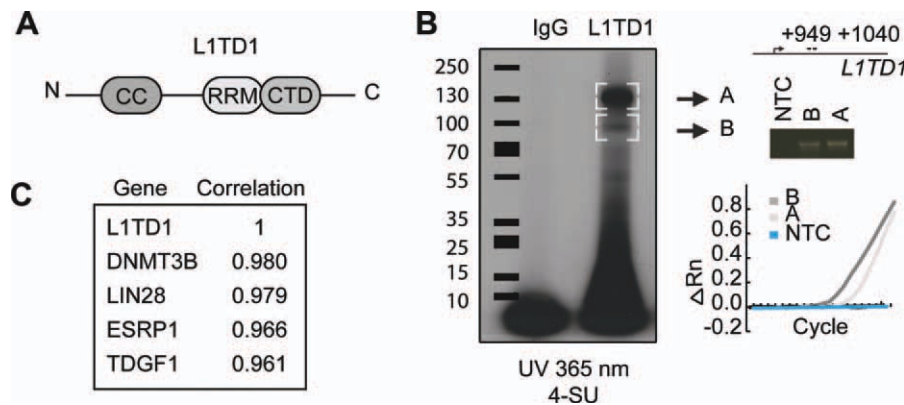 A
L1TD1
N CC RRM CTD C
B
IgG L1TD1
250
130
100
70
55
35
25
15
10
A
B
UV 365 nm
4-SU
+949 +1040
L1TD1
NTC
B
A
B
A
NTC
0.8
0.6
0.4
0.2
0.0
-0.2
ΔRn
Cycle
C
Gene Correlation
L1TD1 1
DNMT3B 0.980
LIN28 0.979
ESRP1 0.966
TDGF1 0.961